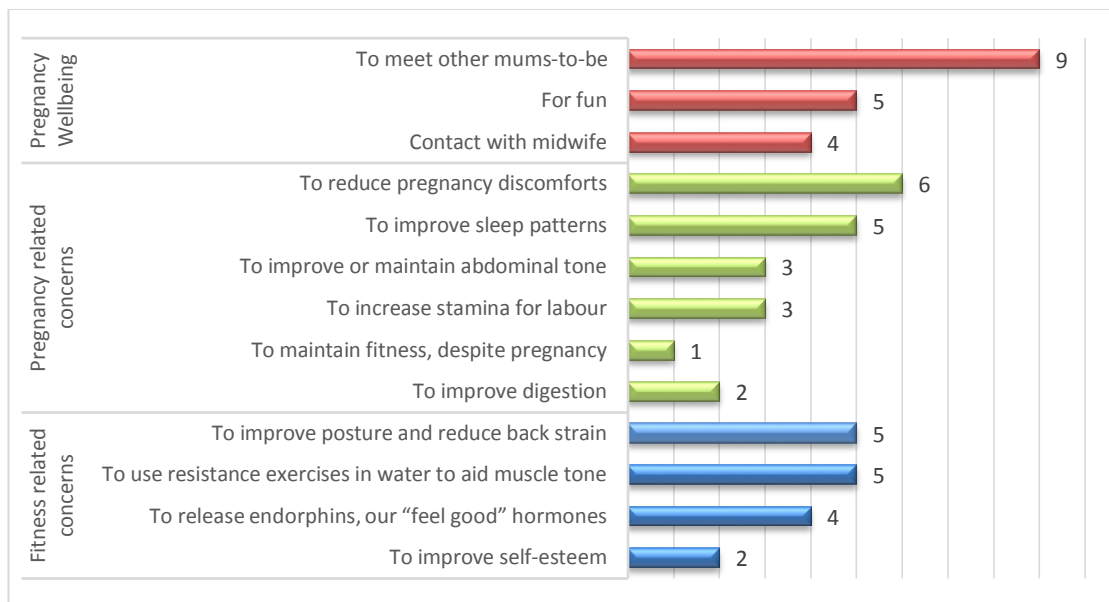 Pregnancy
Wellbeing
To meet other mums-to-be 9
For fun 5
Contact with midwife 4
Pregnancy related
concerns
To reduce pregnancy discomforts 6
To improve sleep patterns 5
To improve or maintain abdominal tone 3
To increase stamina for labour 3
To maintain fitness, despite pregnancy 1
To improve digestion 2
Fitness related
concerns
To improve posture and reduce back strain 5
To use resistance exercises in water to aid muscle tone 5
To release endorphins, our “feel good” hormones 4
To improve self-esteem 2